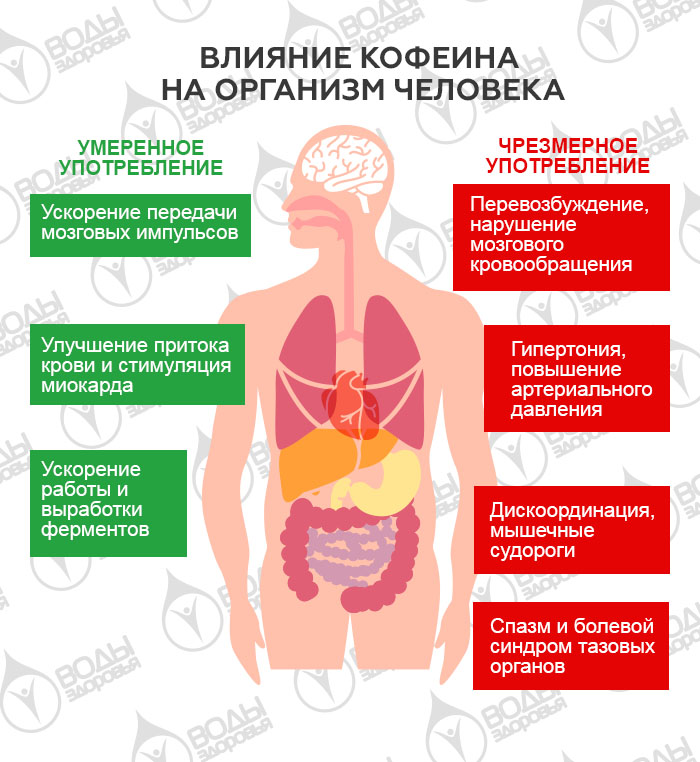 ВЛИЯНИЕ КОФЕИНА
НА ОРГАНИЗМ ЧЕЛОВЕКА
УМЕРЕННОЕ
УПОТРЕБЛЕНИЕ
Ускорение передачи
мозговых импульсов
Улучшение притока
крови и стимуляция
миокарда
Ускорение
работы и
выработки
ферментов
ЧРЕЗМЕРНОЕ
УПОТРЕБЛЕНИЕ
Перевозбуждение,
нарушение
мозгового
кровообращения
Гипертония,
повышение
артериального
давления
Дискоординация,
мышечные
судороги
Спазм и болевой
синдром тазовых
органов
ВОДЫ
здоровья